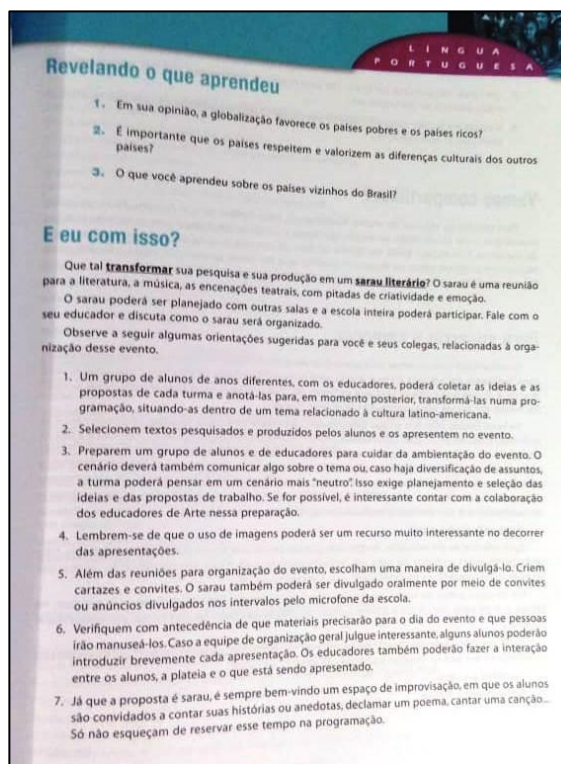 LÍNGUA
PORTUGUESA
Revelando o que aprendeu
1. Em sua opinião, a globalização favorece os países pobres e os países ricos?
2. É importante que os países respeitem e valorizem as diferenças culturais dos outros
países?
3. O que você aprendeu sobre os países vizinhos do Brasil?
E eu com isso?
Que tal transformar sua pesquisa e sua produção em um sarau literário? O sarau é uma reunião
para a literatura, a música, as encenações teatrais, com pitadas de criatividade e emoção.
O sarau poderá ser planejado com outras salas e a escola inteira poderá participar. Fale com o
seu educador e discuta como o sarau será organizado.
Observe a seguir algumas orientações sugeridas para você e seus colegas, relacionadas à orga-
nização desse evento.
1. Um grupo de alunos de anos diferentes, com os educadores, poderá coletar as ideias e as
propostas de cada turma e anotá-las para, em momento posterior, transformá-las numa pro-
gramação, situando-as dentro de um tema relacionado à cultura latino-americana.
2. Selecionem textos pesquisados e produzidos pelos alunos e os apresentem no evento.
3. Preparem um grupo de alunos e de educadores para cuidar da ambientação do evento. O
cenário deverá também comunicar algo sobre o tema ou, caso haja diversificação de assuntos,
a turma poderá pensar em um cenário mais “neutro”. Isso exige planejamento e seleção das
ideias e das propostas de trabalho. Se for possível, é interessante contar com a colaboração
dos educadores de Arte nessa preparação.
4. Lembrem-se de que o uso de imagens poderá ser um recurso muito interessante no decorrer
das apresentações.
5. Além das reuniões para organização do evento, escolham uma maneira de divulgá-lo. Criem
cartazes e convites. O sarau também poderá ser divulgado oralmente por meio de convites
ou anúncios divulgados nos intervalos pelo microfone da escola.
6. Verifiquem com antecedência de que materiais precisarão para o dia do evento e que pessoas
irão manuseá-los. Caso a equipe de organização geral julgue interessante, alguns alunos poderão
introduzir brevemente cada apresentação. Os educadores também poderão fazer a interação
entre os alunos, a plateia e o que está sendo apresentado.
7. Já que a proposta é sarau, é sempre bem-vindo um espaço de improvisação, em que os alunos
são convidados a contar suas histórias ou anedotas, declamar um poema, cantar uma canção...
Só não esqueçam de reservar esse tempo na programação.